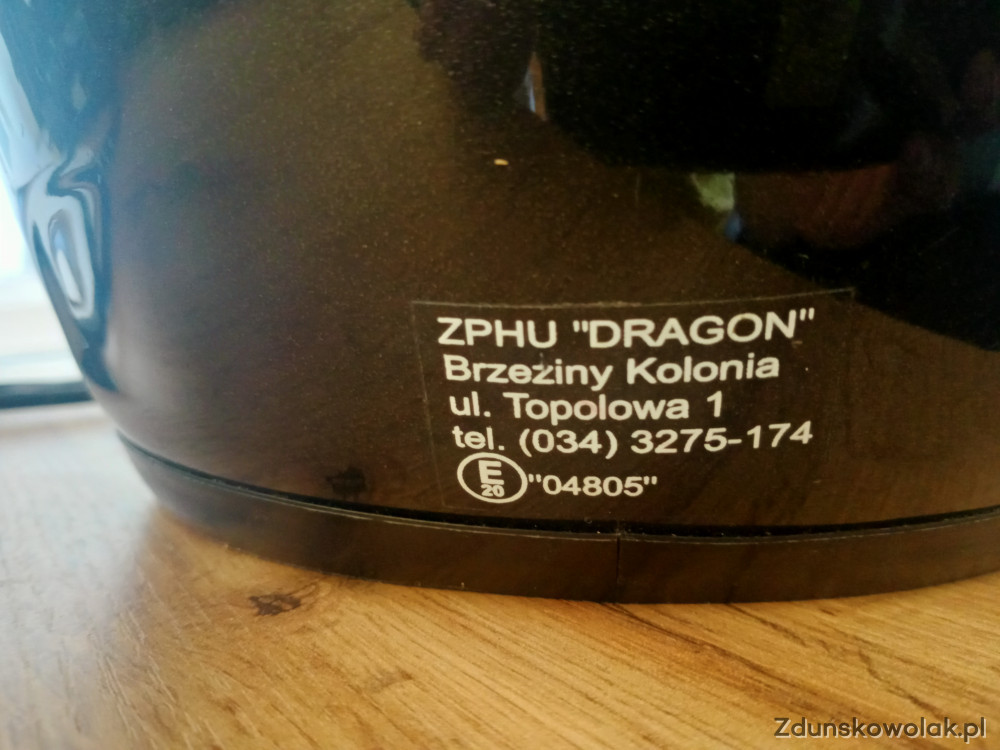 ZPHU "DRAGON"
Brzeziny Kolonia
ul. Topolowa 1
tel. (034) 3275-174
E
20
"04805"
Zdunskowolak.pl